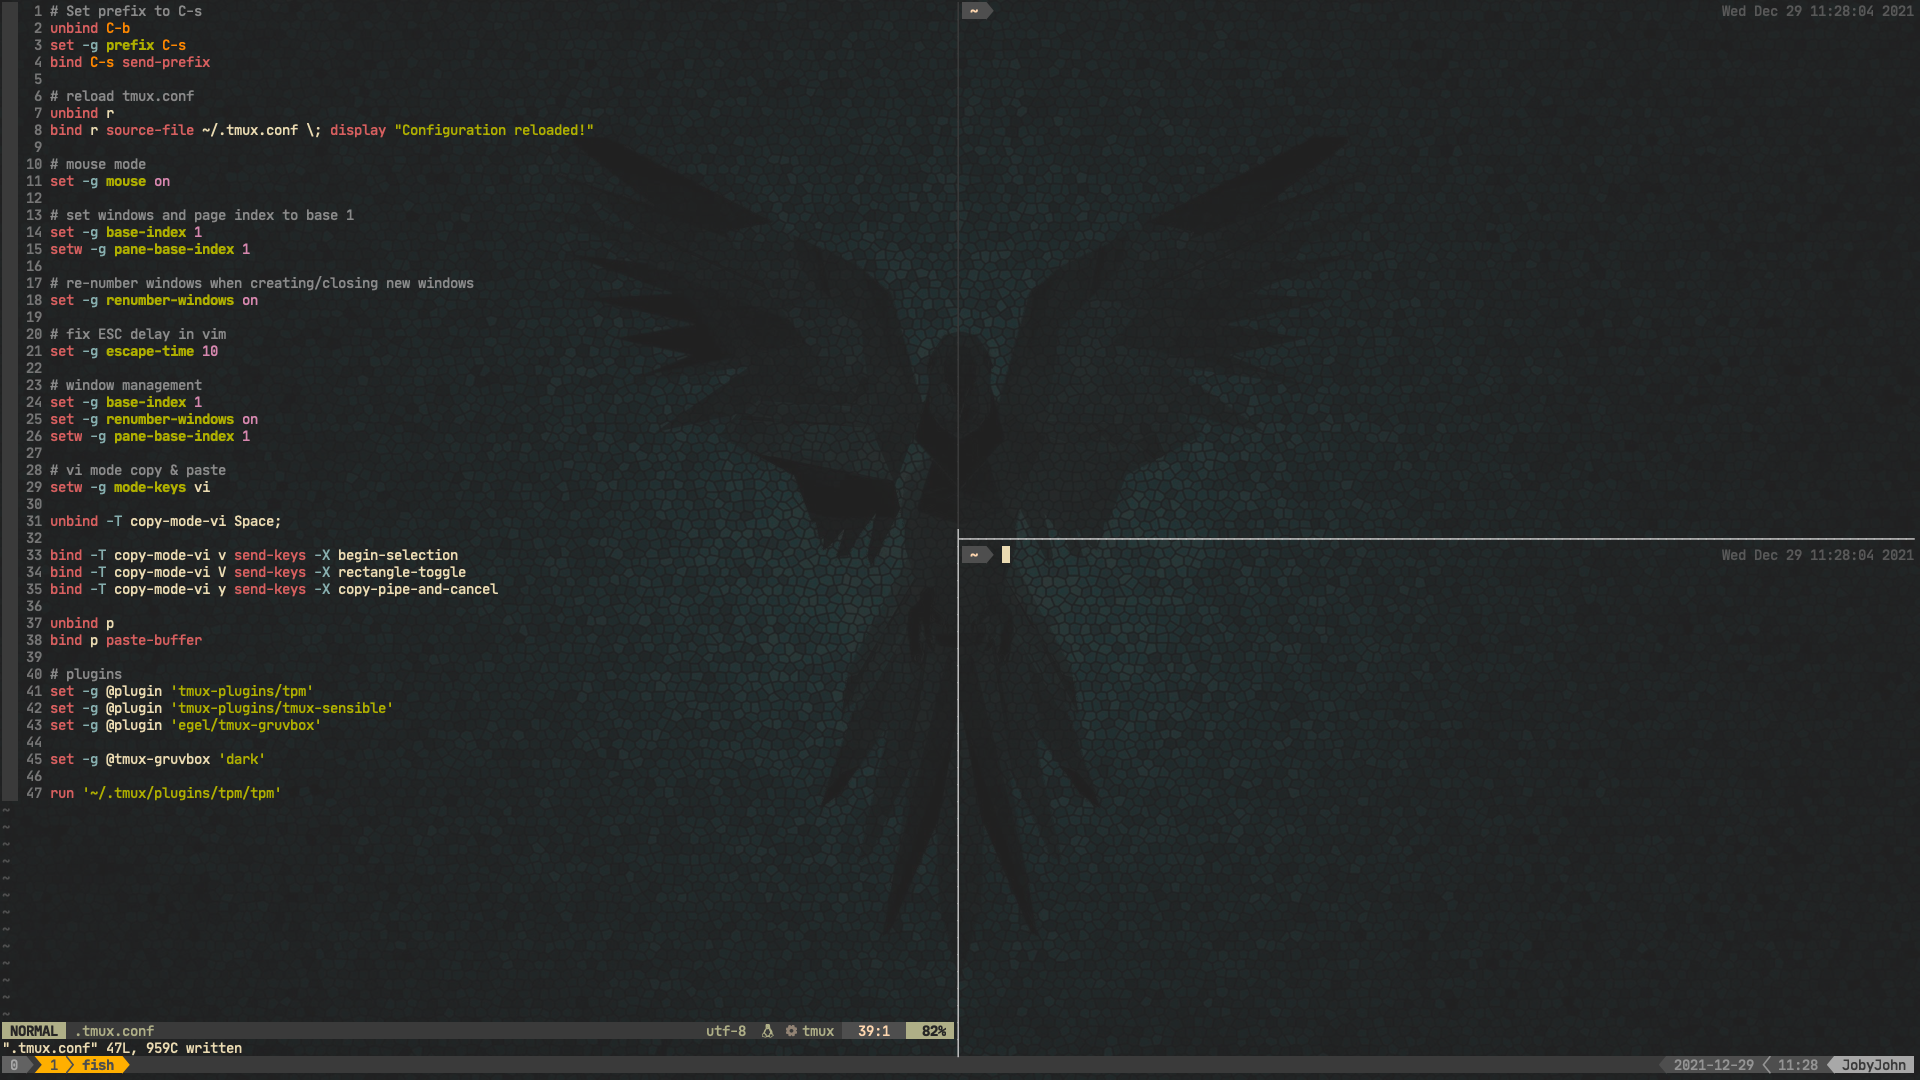 1 # Set prefix to C-s
2 unbind C-b
3 set -g prefix C-s
4 bind C-s send-prefix
5
6 # reload tmux.conf
7 unbind r
8 bind r source-file ~/.tmux.conf \; display "Configuration reloaded!"
9
10 # mouse mode
11 set -g mouse on
12
13 # set windows and page index to base 1
14 set -g base-index 1
15 setw -g pane-base-index 1
16
17 # re-number windows when creating/closing new windows
18 set -g renumber-windows on
19
20 # fix ESC delay in vim
21 set -g escape-time 10
22
23 # window management
24 set -g base-index 1
25 set -g renumber-windows on
26 setw -g pane-base-index 1
27
28 # vi mode copy & paste
29 setw -g mode-keys vi
30
31 unbind -T copy-mode-vi Space;
32
33 bind -T copy-mode-vi v send-keys -X begin-selection
34 bind -T copy-mode-vi V send-keys -X rectangle-toggle
35 bind -T copy-mode-vi y send-keys -X copy-pipe-and-cancel
36
37 unbind p
38 bind p paste-buffer
39
40 # plugins
41 set -g @plugin 'tmux-plugins/tpm'
42 set -g @plugin 'tmux-plugins/tmux-sensible'
43 set -g @plugin 'egel/tmux-gruvbox'
44
45 set -g @tmux-gruvbox 'dark'
46
47 run '~/.tmux/plugins/tpm/tpm'
~
~
~
~
~
~
~
~
~
~
~
~
~
NORMAL .tmux.conf utf-8 tmux 39:1 82%
".tmux.conf" 47L, 959C written
~ Wed Dec 29 11:28:04 2021
~ Wed Dec 29 11:28:04 2021
0 1 fish 2021-12-29 11:28 JobyJohn